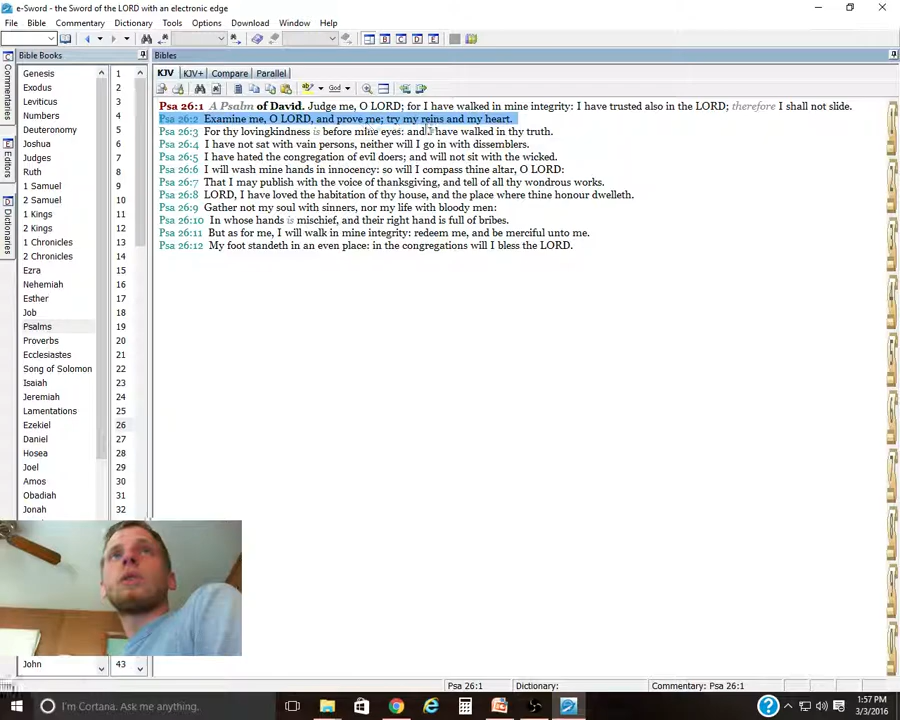 e-Sword - the Sword of the LORD with an electronic edge
File Bible Commentary Dictionary Tools Options Download Window Help
Bible Books
Bibles
Commentaries
Editors
Dictionaries
KJV KJV+ Compare Parallel
Genesis 1
Exodus 2
Leviticus 3
Numbers 4
Deuteronomy 5
Joshua 6
Judges 7
Ruth 8
1 Samuel 9
2 Samuel 10
1 Kings 11
2 Kings 12
1 Chronicles 13
2 Chronicles 14
Ezra 15
Nehemiah 16
Esther 17
Job 18
Psalms 19
Proverbs 20
Ecclesiastes 21
Song of Solomon 22
Isaiah 23
Jeremiah 24
Lamentations 25
Ezekiel 26
Daniel 27
Hosea 28
Joel 29
Amos 30
Obadiah 31
Jonah 32
John 43
B C D E
God
Psa 26:1 A Psalm of David. Judge me, O LORD; for I have walked in mine integrity: I have trusted also in the LORD; therefore I shall not slide.
Psa 26:2 Examine me, O LORD, and prove me; try my reins and my heart.
Psa 26:3 For thy lovingkindness is before mine eyes: and I have walked in thy truth.
Psa 26:4 I have not sat with vain persons, neither will I go in with dissemblers.
Psa 26:5 I have hated the congregation of evil doers; and will not sit with the wicked.
Psa 26:6 I will wash mine hands in innocency: so will I compass thine altar, O LORD:
Psa 26:7 That I may publish with the voice of thanksgiving, and tell of all thy wondrous works.
Psa 26:8 LORD, I have loved the habitation of thy house, and the place where thine honour dwelleth.
Psa 26:9 Gather not my soul with sinners, nor my life with bloody men:
Psa 26:10 In whose hands is mischief, and their right hand is full of bribes.
Psa 26:11 But as for me, I will walk in mine integrity: redeem me, and be merciful unto me.
Psa 26:12 My foot standeth in an even place: in the congregations will I bless the LORD.
Psa 26:1 Dictionary: Commentary: Psa 26:1
I'm Cortana. Ask me anything.
1:57 PM
3/3/2016